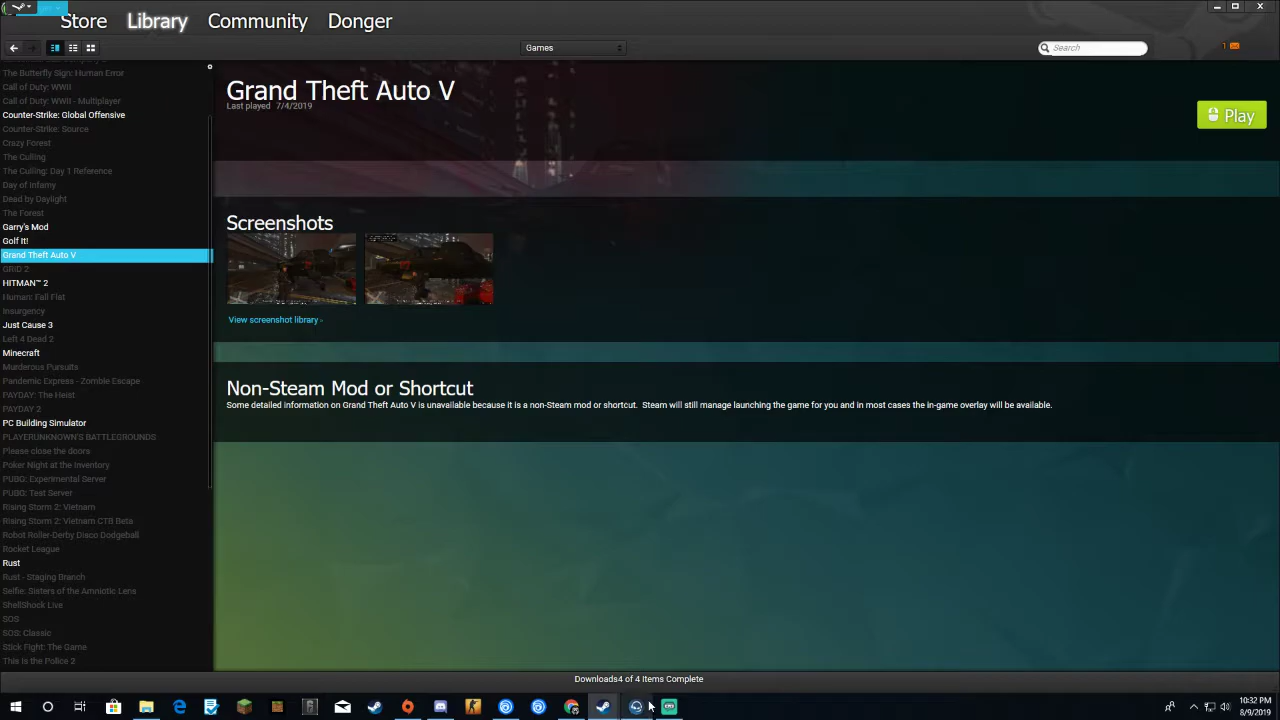 Store Library Community Donger
Games
Search
1
The Butterfly Sign: Human Error
Call of Duty: WWII
Call of Duty: WWII - Multiplayer
Counter-Strike: Global Offensive
Counter-Strike: Source
Crazy Forest
The Culling
The Culling: Day 1 Reference
Day of Infamy
Dead by Daylight
The Forest
Garry's Mod
Golf It!
Grand Theft Auto V
GRID 2
HITMAN™ 2
Human: Fall Flat
Insurgency
Just Cause 3
Left 4 Dead 2
Minecraft
Murderous Pursuits
Pandemic Express - Zombie Escape
PAYDAY: The Heist
PAYDAY 2
PC Building Simulator
PLAYERUNKNOWN'S BATTLEGROUNDS
Please close the doors
Poker Night at the Inventory
PUBG: Experimental Server
PUBG: Test Server
Rising Storm 2: Vietnam
Rising Storm 2: Vietnam CTB Beta
Robot Roller-Derby Disco Dodgeball
Rocket League
Rust
Rust - Staging Branch
Selfie: Sisters of the Amniotic Lens
ShellShock Live
SOS
SOS: Classic
Stick Fight: The Game
This Is the Police 2
Grand Theft Auto V
Last played 7/4/2019
Play
Screenshots
View screenshot library
Non-Steam Mod or Shortcut
Some detailed information on Grand Theft Auto V is unavailable because it is a non-Steam mod or shortcut. Steam will still manage launching the game for you and in most cases the in-game overlay will be available.
Downloads4 of 4 Items Complete
10:32 PM
8/9/2019